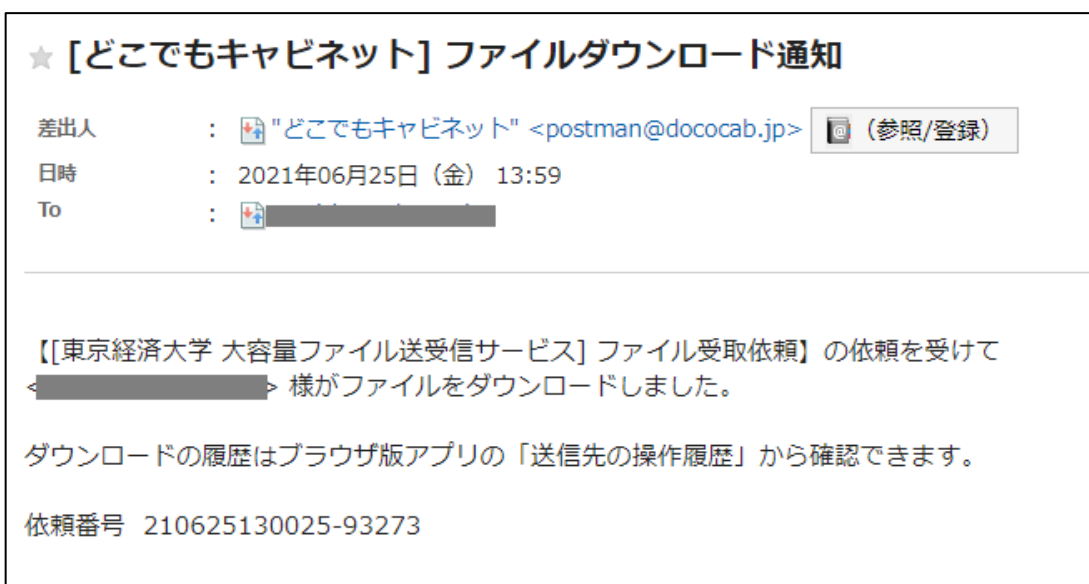 [どこでもキャビネット] ファイルダウンロード通知
差出人 : "どこでもキャビネット" <postman@dococab.jp> (参照/登録)
日時 : 2021年06月25日（金） 13:59
To :
【[東京経済大学 大容量ファイル送受信サービス] ファイル受取依頼】の依頼を受けて
< > 様がファイルをダウンロードしました。
ダウンロードの履歴はブラウザ版アプリの「送信先の操作履歴」から確認できます。
依頼番号 210625130025-93273